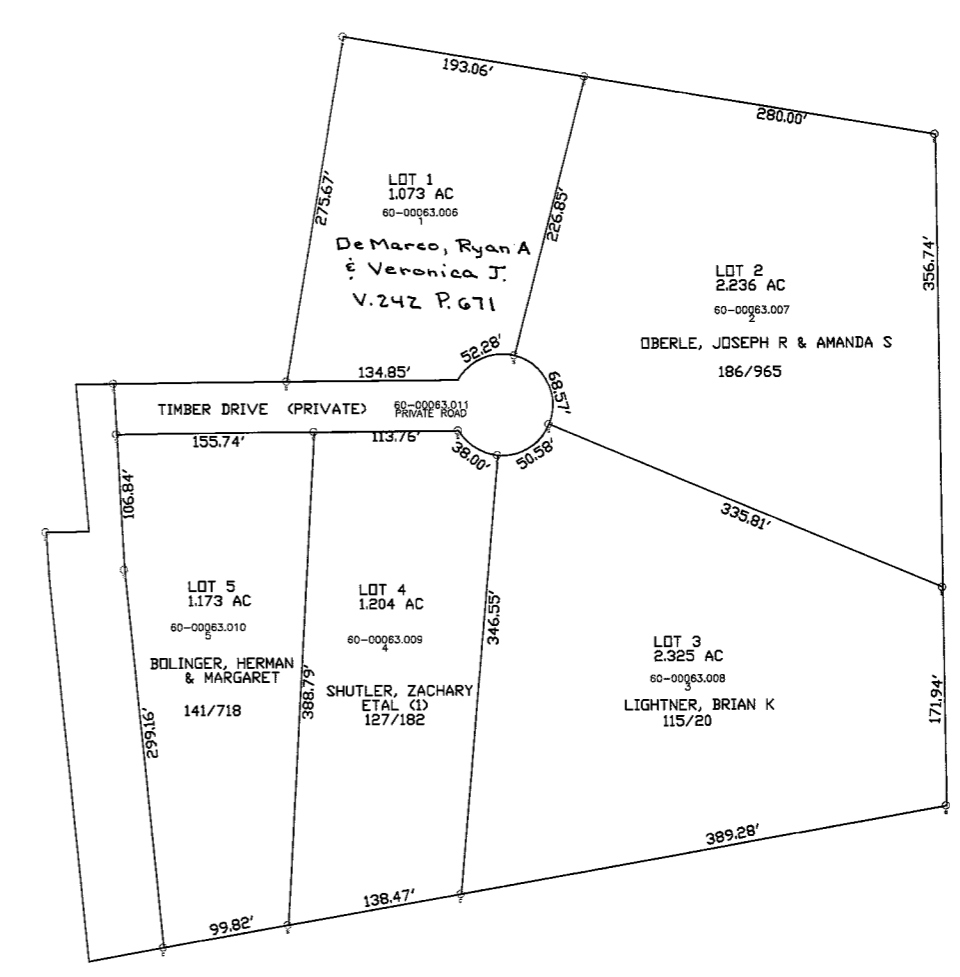 193.06'
280.00'
275.67'
LOT 1
1.073 AC
60-00063.006
1
DeMarco, Ryan A
& Veronica J.
V.242 P.671
226.85'
356.74'
LOT 2
2.236 AC
60-00063.007
2
OBERLE, JOSEPH R & AMANDA S
186/965
52.28'
134.85'
68.57'
TIMBER DRIVE (PRIVATE)
60-00063.011
PRIVATE ROAD
155.74'
113.76'
38.00'
50.58'
106.84'
335.81'
LOT 5
1.173 AC
60-00063.010
5
BOLINGER, HERMAN
& MARGARET
141/718
LOT 4
1.204 AC
60-00063.009
4
SHUTLER, ZACHARY
ETAL (1)
127/182
346.55'
LOT 3
2.325 AC
60-00063.008
3
LIGHTNER, BRIAN K
115/20
388.79'
299.16'
171.94'
389.28'
138.47'
99.82'